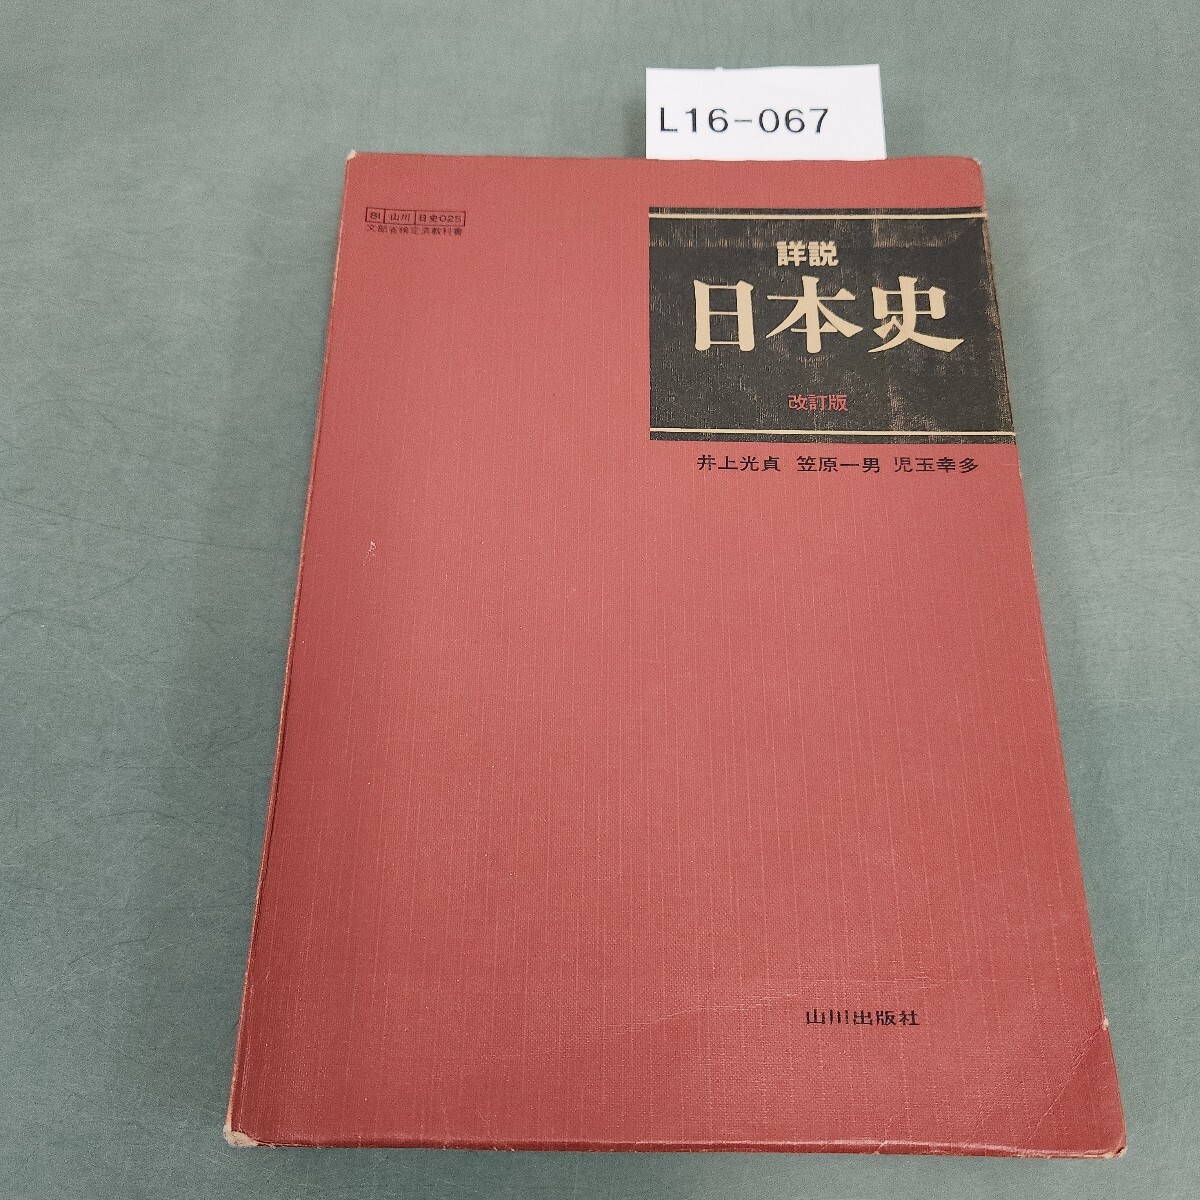 L16-067
81 山川 日史025
文部省検定済教科書
詳説
日本史
改訂版
井上光貞 笠原一男 児玉幸多
山川出版社